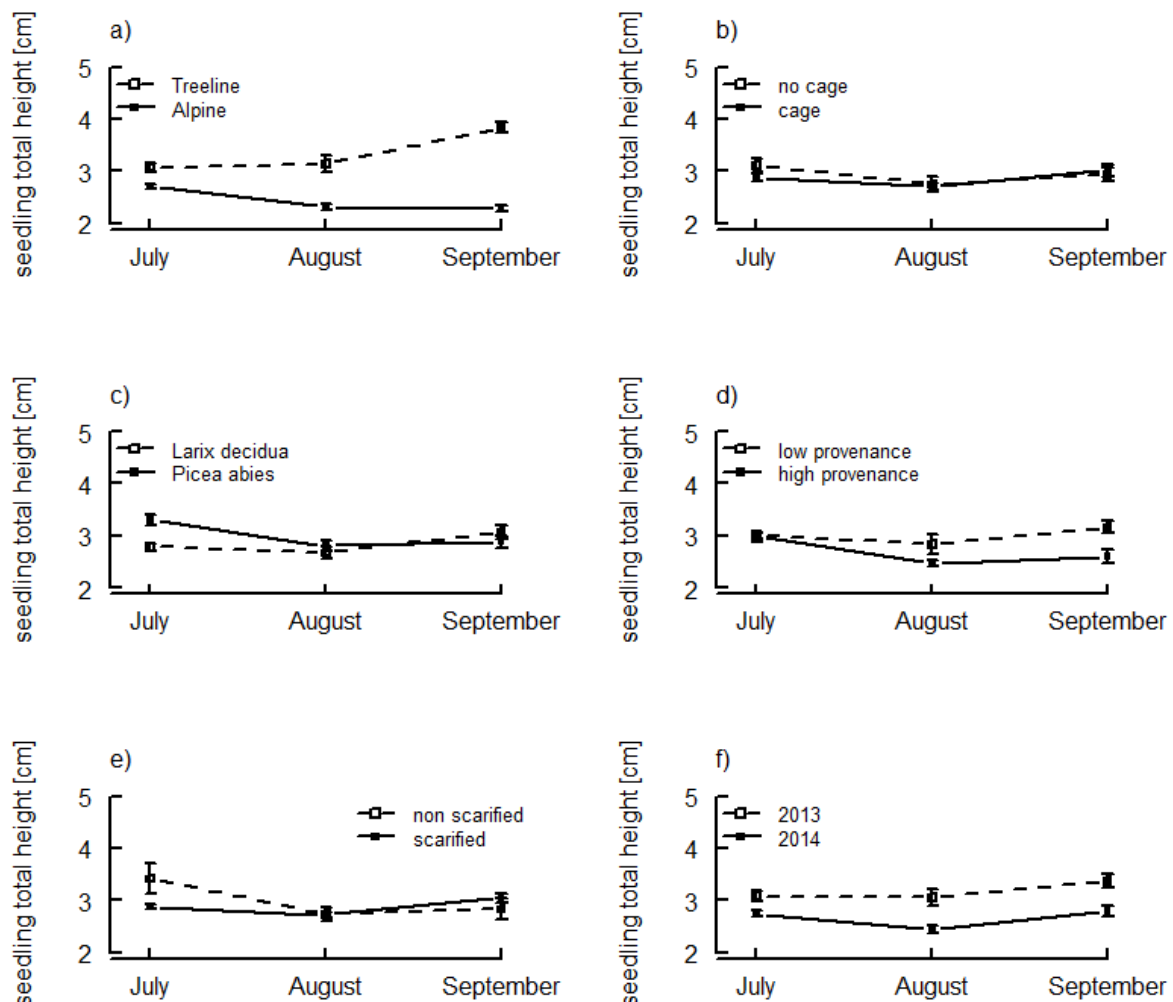 a)
seedling total height [cm]
5
4
3
2
Treeline
Alpine
July August September
b)
seedling total height [cm]
5
4
3
2
no cage
cage
July August September
c)
seedling total height [cm]
5
4
3
2
Larix decidua
Picea abies
July August September
d)
seedling total height [cm]
5
4
3
2
low provenance
high provenance
July August September
e)
seedling total height [cm]
5
4
3
2
non scarified
scarified
July August September
f)
seedling total height [cm]
5
4
3
2
2013
2014
July August September